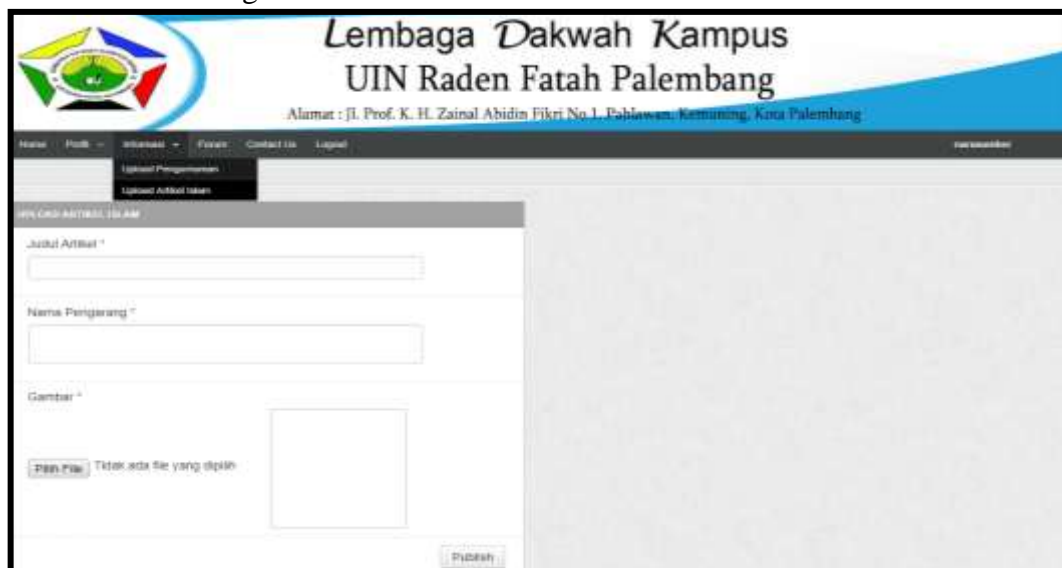 Lembaga Dakwah Kampus
UIN Raden Fatah Palembang
Alamat : Jl. Prof. K. H. Zainal Abidin Fikri No 1. Pahlawan, Kemuning, Kota Palembang
Home Profil Informasi Forum Contact Us Logout narasumber
Upload Pengumuman
Upload Artikel Islam
UPLOAD ARTIKEL ISLAM
Judul Artikel *
Nama Pengarang *
Gambar *
Pilih File Tidak ada file yang dipilih
Publish